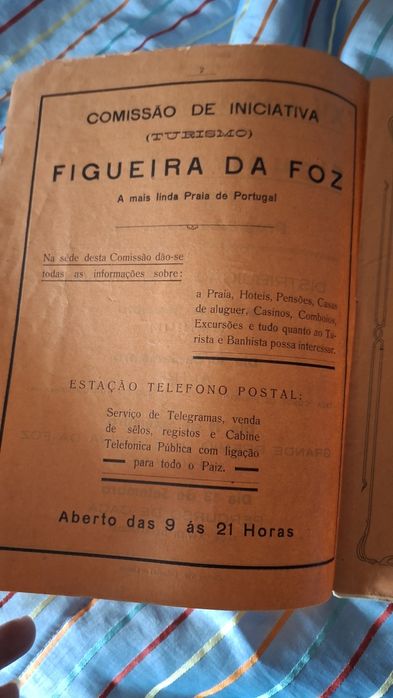 2
COMISSÃO DE INICIATIVA
(TURISMO)
FIGUEIRA DA FOZ
A mais linda Praia de Portugal
Na séde desta Comissão dão-se
todas as informações sobre:
a Praia, Hoteis, Pensões, Casas
de aluguer, Casinos, Comboios,
Excursões e tudo quanto ao Tu-
rista e Banhista possa interessar.
ESTAÇÃO TELEFONO POSTAL:
Serviço de Telegramas, venda
de sêlos, registos e Cabine
Telefonica Pública com ligação
para todo o Paiz.
Aberto das 9 ás 21 Horas